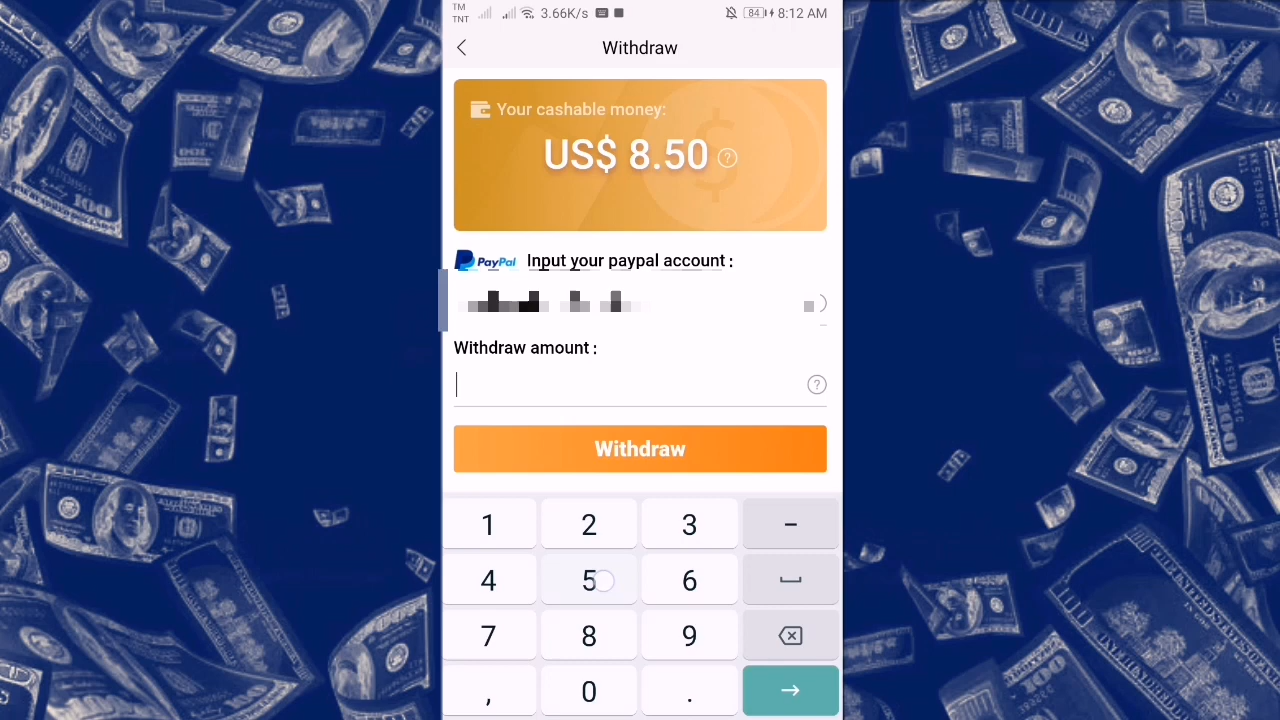 TM
TNT
3.66K/s
84
8:12 AM
Withdraw
Your cashable money:
US$ 8.50 ?
PayPal Input your paypal account :
Withdraw amount :
?
Withdraw
1 2 3 -
4 5 6
7 8 9
, 0 . →